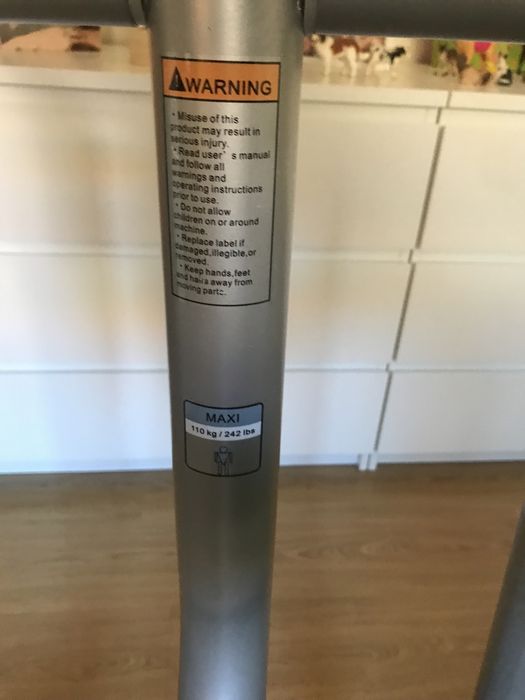 WARNING
· Misuse of this
product may result in
serious injury.
· Read user's manual
and follow all
warnings and
operating instructions
prior to use.
· Do not allow
children on or around
machine.
· Replace label if
damaged,illegible,or
removed.
· Keep hands,feet
and hair away from
moving parts.
MAXI
110 kg / 242 lbs